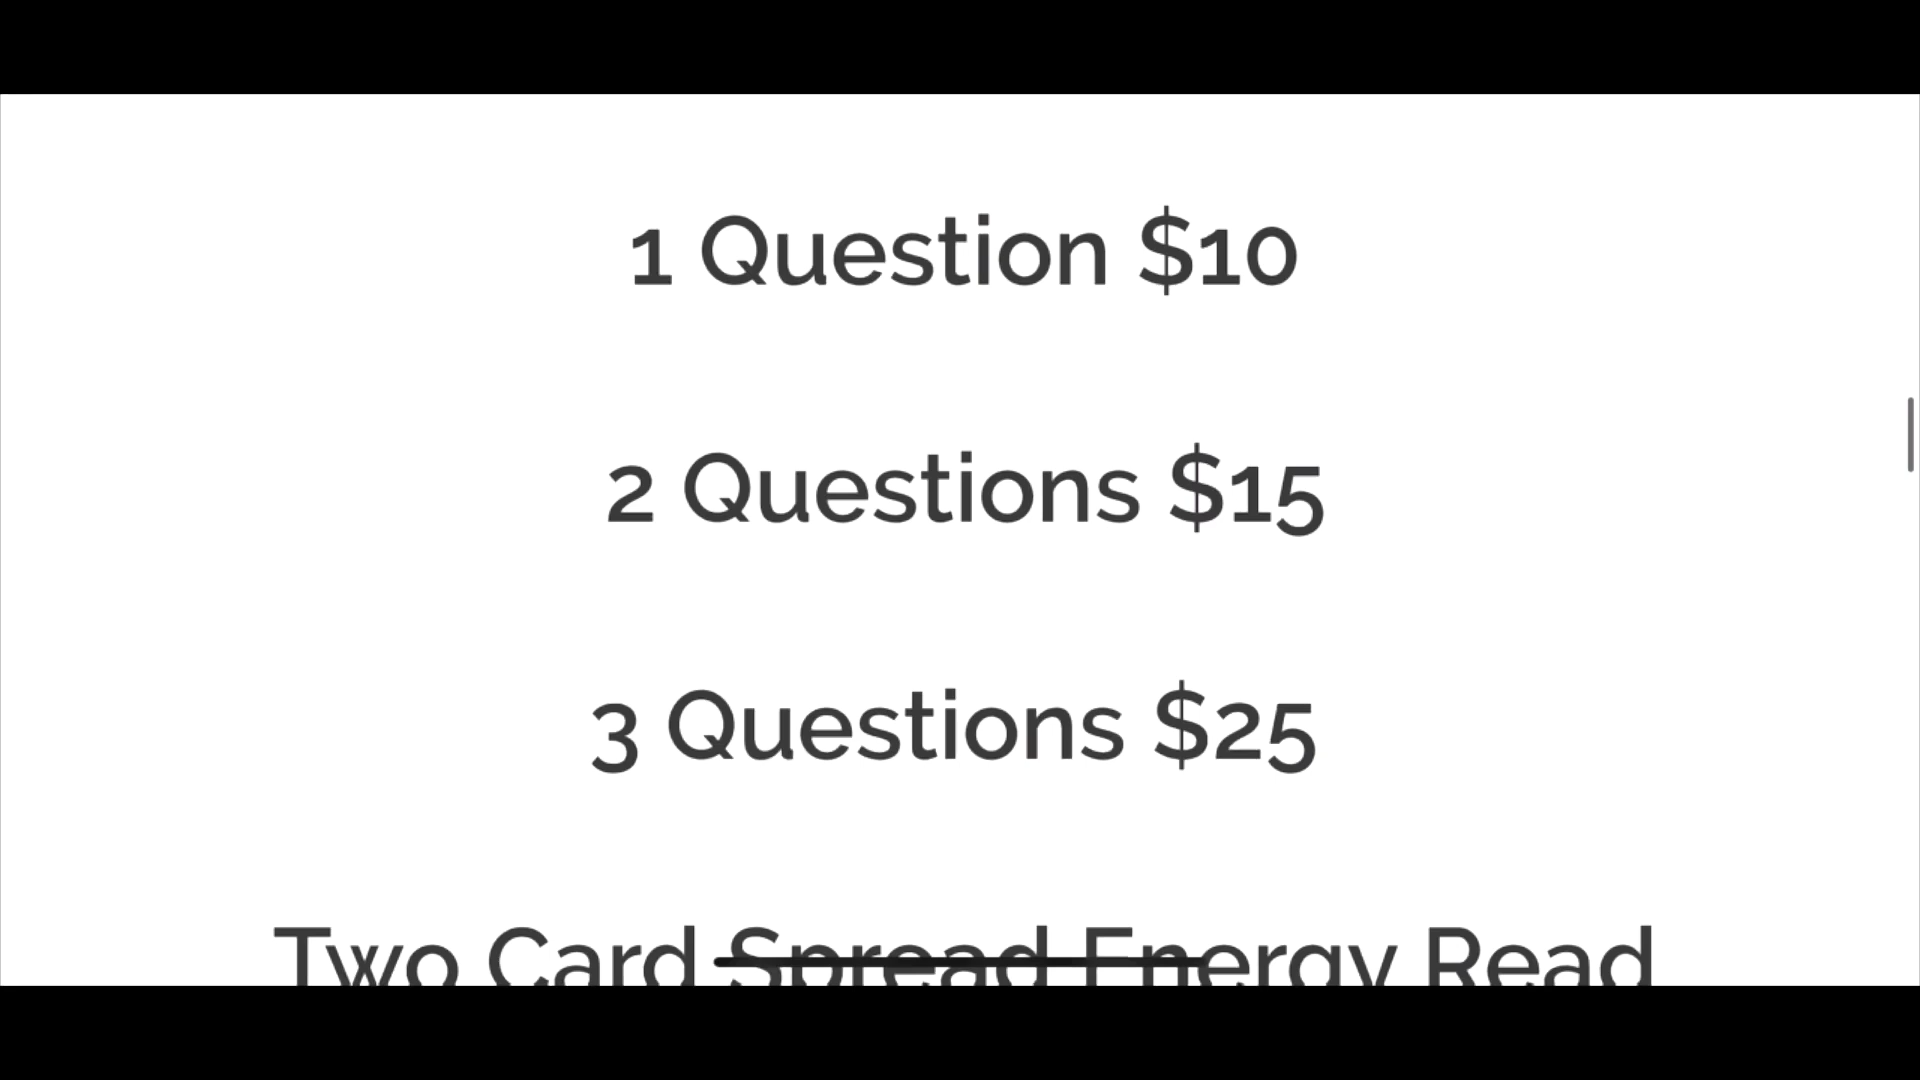 1 Question $10
2 Questions $15
3 Questions $25
Two Card Spread Energy Read